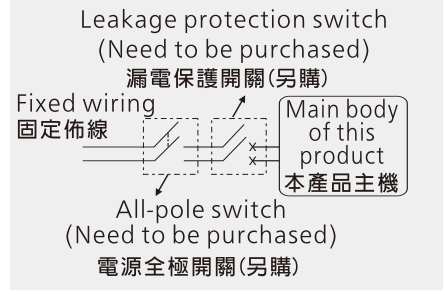 Leakage protection switch
(Need to be purchased)
漏電保護開關(另購)
Fixed wiring
固定佈線
Main body
of this
product
本產品主機
All-pole switch
(Need to be purchased)
電源全極開關(另購)